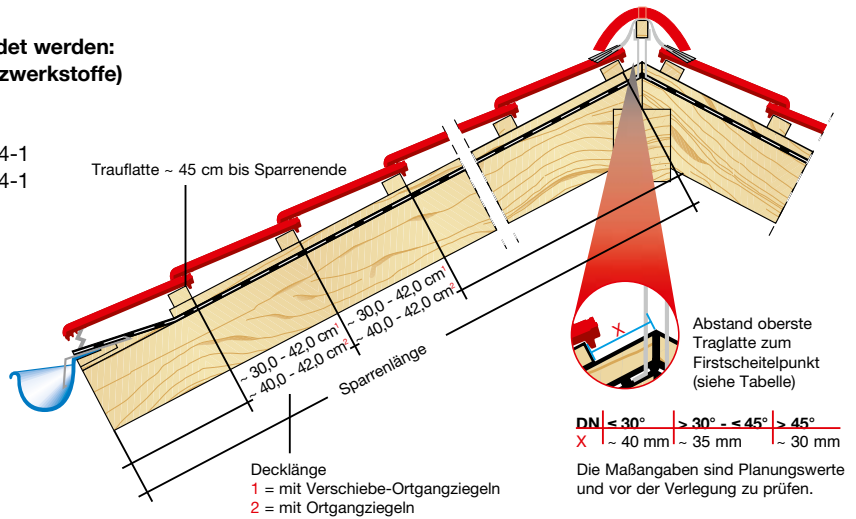 det werden:
zwerkstoffe)
4-1
4-1
Trauflatte ~ 45 cm bis Sparrenende
~ 30,0 - 42,0 cm¹
~ 40,0 - 42,0 cm²
~ 30,0 - 42,0 cm¹
~ 40,0 - 42,0 cm²
Sparrenlänge
Decklänge
1 = mit Verschiebe-Ortgangziegeln
2 = mit Ortgangziegeln
X
Abstand oberste
Traglatte zum
Firstscheitelpunkt
(siehe Tabelle)
DN ≤ 30° > 30° - ≤ 45° > 45°
X ~ 40 mm ~ 35 mm ~ 30 mm
Die Maßangaben sind Planungswerte
und vor der Verlegung zu prüfen.